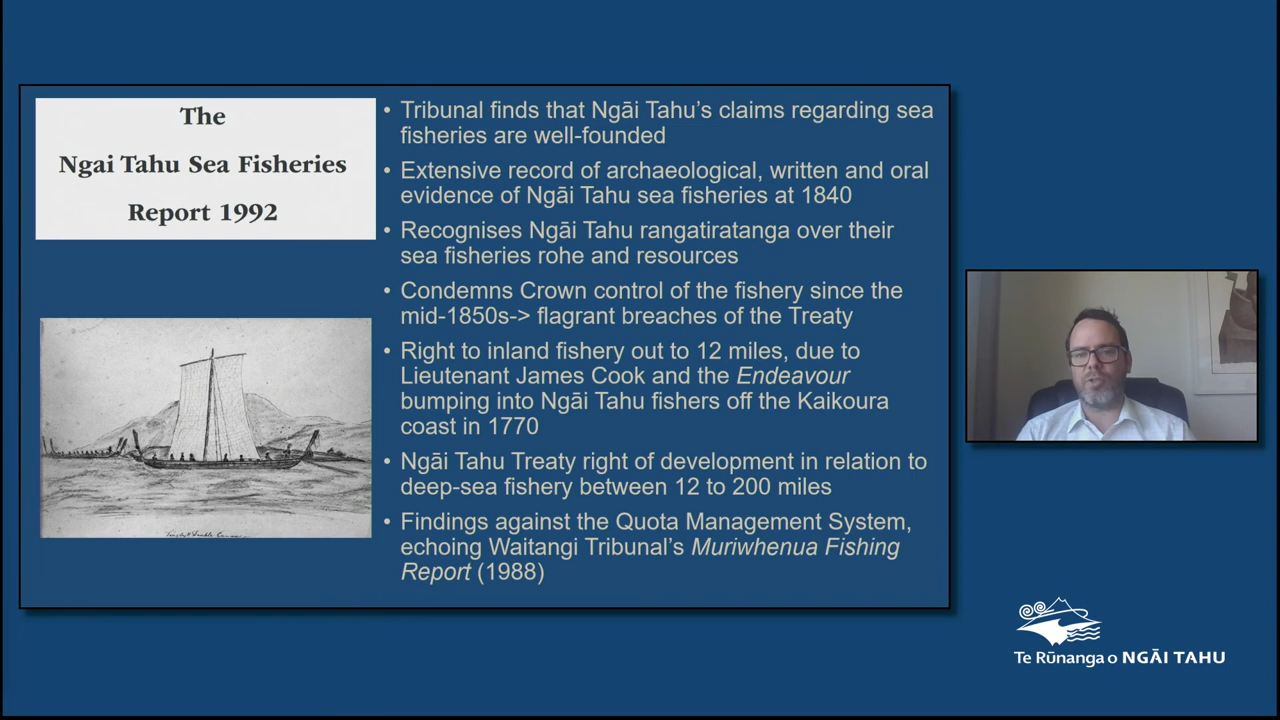 The
Ngai Tahu Sea Fisheries
Report 1992
• Tribunal finds that Ngāi Tahu's claims regarding sea
fisheries are well-founded
• Extensive record of archaeological, written and oral
evidence of Ngāi Tahu sea fisheries at 1840
• Recognises Ngāi Tahu rangatiratanga over their
sea fisheries rohe and resources
• Condemns Crown control of the fishery since the
mid-1850s-> flagrant breaches of the Treaty
• Right to inland fishery out to 12 miles, due to
Lieutenant James Cook and the Endeavour
bumping into Ngāi Tahu fishers off the Kaikoura
coast in 1770
• Ngāi Tahu Treaty right of development in relation to
deep-sea fishery between 12 to 200 miles
• Findings against the Quota Management System,
echoing Waitangi Tribunal's Muriwhenua Fishing
Report (1988)
Te Rūnanga o NGĀI TAHU